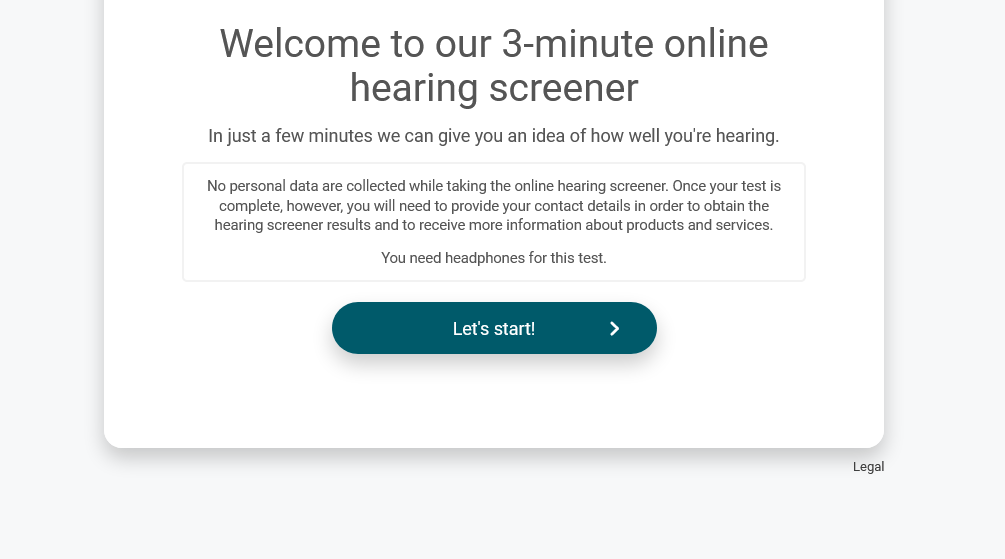 Welcome to our 3-minute online
hearing screener
In just a few minutes we can give you an idea of how well you're hearing.
No personal data are collected while taking the online hearing screener. Once your test is
complete, however, you will need to provide your contact details in order to obtain the
hearing screener results and to receive more information about products and services.
You need headphones for this test.
Let's start!
Legal